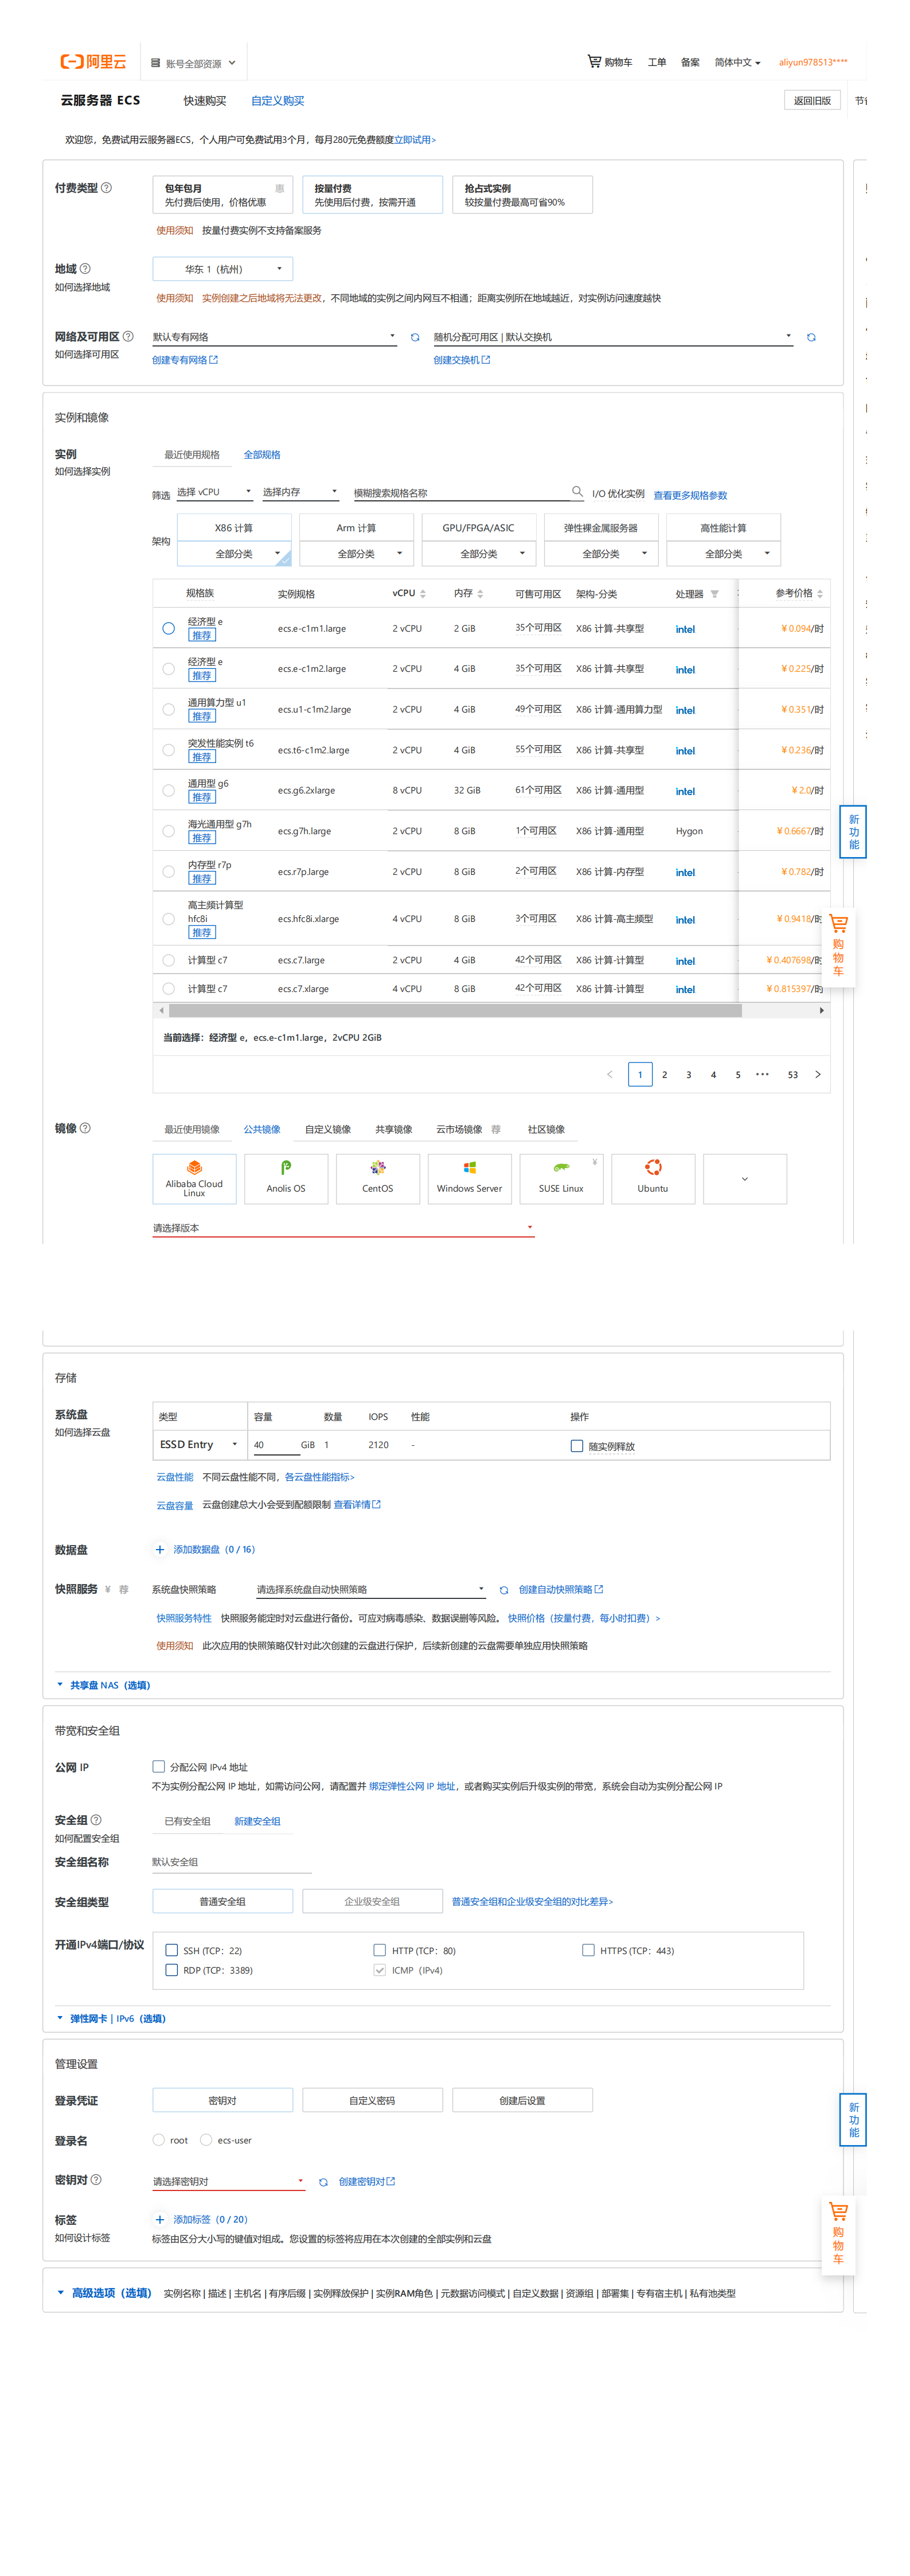 阿里云 账号全部资源 购物车 工单 备案 简体中文 aliyun978513****
云服务器 ECS 快速购买 自定义购买 返回旧版
欢迎您，免费试用云服务器ECS，个人用户可免费试用3个月，每月280元免费额度立即试用>
付费类型 包年包月 惠 按量付费 抢占式实例
先付费后使用，价格优惠 先使用后付费，按需开通 较按量付费最高可省90%
使用须知 按量付费实例不支持备案服务
地域 华东 1（杭州）
如何选择地域
使用须知 实例创建之后地域将无法更改，不同地域的实例之间内网互不相通；距离实例所在地域越近，对实例访问速度越快
网络及可用区 默认专有网络 随机分配可用区 | 默认交换机
如何选择可用区 创建专有网络 创建交换机
实例和镜像
实例 最近使用规格 全部规格
如何选择实例
筛选 选择 vCPU 选择内存 模糊搜索规格名称 I/O 优化实例 查看更多规格参数
架构 X86 计算 Arm 计算 GPU/FPGA/ASIC 弹性裸金属服务器 高性能计算
全部分类 全部分类 全部分类 全部分类 全部分类
规格族 实例规格 vCPU 内存 可售可用区 架构-分类 处理器 参考价格
经济型 e 推荐 ecs.e-c1m1.large 2 vCPU 2 GiB 35个可用区 X86 计算-共享型 intel ¥ 0.094/时
经济型 e 推荐 ecs.e-c1m2.large 2 vCPU 4 GiB 35个可用区 X86 计算-共享型 intel ¥ 0.225/时
通用算力型 u1 推荐 ecs.u1-c1m2.large 2 vCPU 4 GiB 49个可用区 X86 计算-通用算力型 intel ¥ 0.351/时
突发性能实例 t6 推荐 ecs.t6-c1m2.large 2 vCPU 4 GiB 55个可用区 X86 计算-共享型 intel ¥ 0.236/时
通用型 g6 推荐 ecs.g6.2xlarge 8 vCPU 32 GiB 61个可用区 X86 计算-通用型 intel ¥ 2.0/时
海光通用型 g7h 推荐 ecs.g7h.large 2 vCPU 8 GiB 1个可用区 X86 计算-通用型 Hygon ¥ 0.6667/时
内存型 r7p 推荐 ecs.r7p.large 2 vCPU 8 GiB 2个可用区 X86 计算-内存型 intel ¥ 0.782/时
高主频计算型 hfc8i 推荐 ecs.hfc8i.xlarge 4 vCPU 8 GiB 3个可用区 X86 计算-高主频型 intel ¥ 0.9418/时
计算型 c7 ecs.c7.large 2 vCPU 4 GiB 42个可用区 X86 计算-计算型 intel ¥ 0.407698/时
计算型 c7 ecs.c7.xlarge 4 vCPU 8 GiB 42个可用区 X86 计算-计算型 intel ¥ 0.815397/时
新功能
购物车
当前选择：经济型 e，ecs.e-c1m1.large，2vCPU 2GiB
1 2 3 4 5 ••• 53
镜像 最近使用镜像 公共镜像 自定义镜像 共享镜像 云市场镜像 荐 社区镜像
Alibaba Cloud Linux Anolis OS CentOS Windows Server SUSE Linux ¥ Ubuntu
请选择版本
存储
系统盘 类型 容量 数量 IOPS 性能 操作
如何选择云盘
ESSD Entry 40 GiB 1 2120 - 随实例释放
云盘性能 不同云盘性能不同，各云盘性能指标>
云盘容量 云盘创建总大小会受到配额限制 查看详情
数据盘 添加数据盘（0 / 16）
快照服务 ¥ 荐 系统盘快照策略 请选择系统盘自动快照策略 创建自动快照策略
快照服务特性 快照服务能定时对云盘进行备份。可应对病毒感染、数据误删等风险。 快照价格（按量付费，每小时扣费）>
使用须知 此次应用的快照策略仅针对此次创建的云盘进行保护，后续新创建的云盘需要单独应用快照策略
共享盘 NAS（选填）
带宽和安全组
公网 IP 分配公网 IPv4 地址
不为实例分配公网 IP 地址，如需访问公网，请配置并 绑定弹性公网 IP 地址，或者购买实例后升级实例的带宽，系统会自动为实例分配公网 IP
安全组 已有安全组 新建安全组
如何配置安全组
安全组名称 默认安全组
安全组类型 普通安全组 企业级安全组 普通安全组和企业级安全组的对比差异>
开通IPv4端口/协议 SSH (TCP：22) HTTP (TCP：80) HTTPS (TCP：443)
RDP (TCP：3389) ICMP（IPv4）
弹性网卡 | IPv6（选填）
管理设置
登录凭证 密钥对 自定义密码 创建后设置
新功能
登录名 root ecs-user
密钥对 请选择密钥对 创建密钥对
标签 添加标签（0 / 20）
如何设计标签 标签由区分大小写的键值对组成。您设置的标签将应用在本次创建的全部实例和云盘
购物车
高级选项（选填） 实例名称 | 描述 | 主机名 | 有序后缀 | 实例释放保护 | 实例RAM角色 | 元数据访问模式 | 自定义数据 | 资源组 | 部署集 | 专有宿主机 | 私有池类型